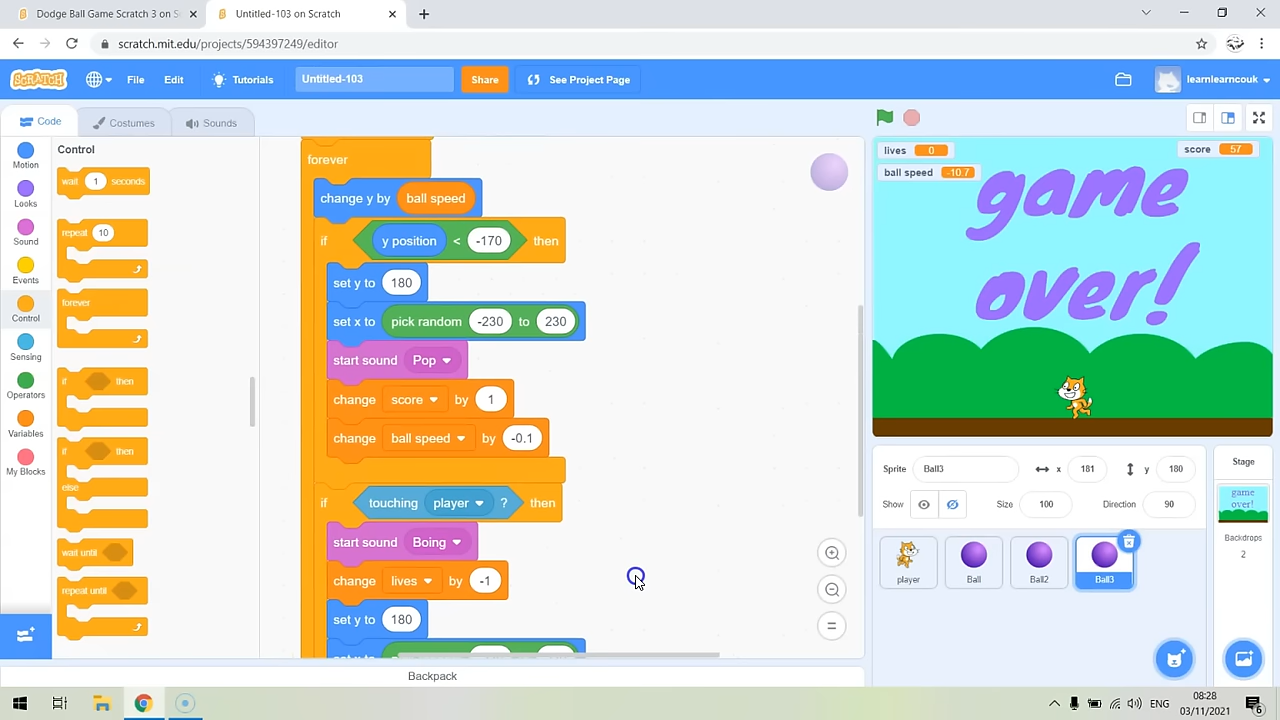 Dodge Ball Game Scratch 3 on S
Untitled-103 on Scratch
scratch.mit.edu/projects/594397249/editor
SCRATCH
File
Edit
Tutorials
Untitled-103
Share
See Project Page
learnlearncouk
Code
Costumes
Sounds
Motion
Looks
Sound
Events
Control
Sensing
Operators
Variables
My Blocks
Control
wait 1 seconds
repeat 10
forever
if then
if then
else
wait until
repeat until
forever
change y by ball speed
if y position < -170 then
set y to 180
set x to pick random -230 to 230
start sound Pop
change score by 1
change ball speed by -0.1
if touching player ? then
start sound Boing
change lives by -1
set y to 180
lives 0
score 57
ball speed -10.7
game
over!
Sprite Ball3 x 181 y 180
Show Size 100 Direction 90
player
Ball
Ball2
Ball3
Stage
game
over!
Backdrops
2
Backpack
ENG
08:28
03/11/2021
6